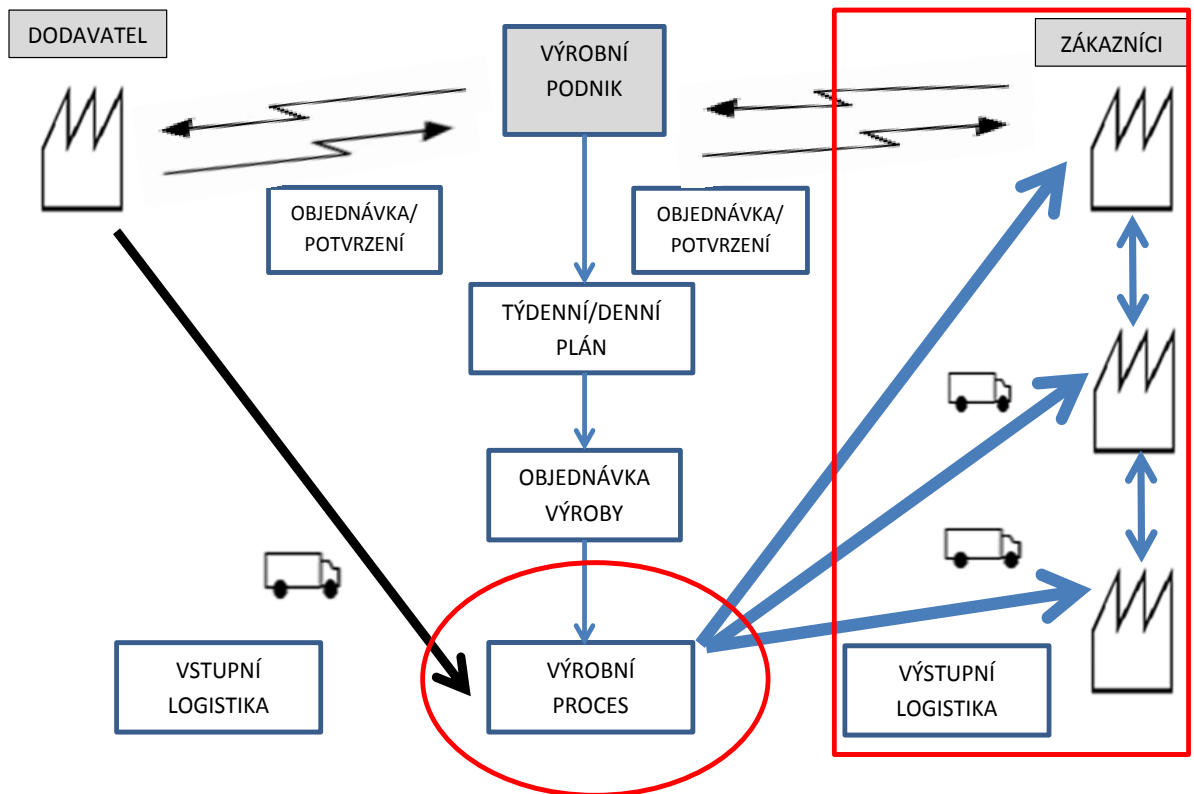 DODAVATEL
VÝROBNÍ
PODNIK
ZÁKAZNÍCI
OBJEDNÁVKA/
POTVRZENÍ
OBJEDNÁVKA/
POTVRZENÍ
TÝDENNÍ/DENNÍ
PLÁN
OBJEDNÁVKA
VÝROBY
VSTUPNÍ
LOGISTIKA
VÝROBNÍ
PROCES
VÝSTUPNÍ
LOGISTIKA